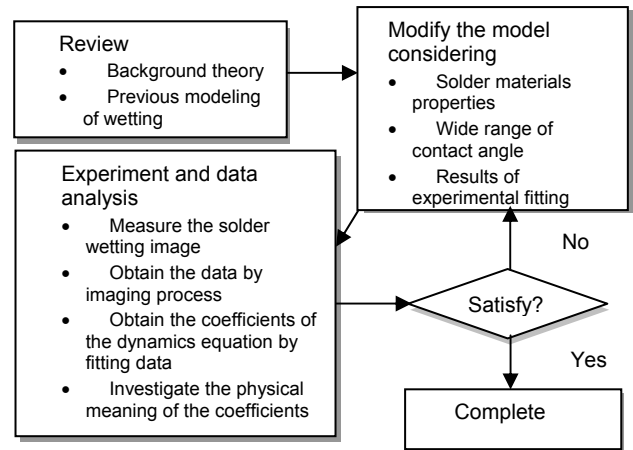 Review
• Background theory
• Previous modeling
of wetting
Modify the model
considering
• Solder materials
properties
• Wide range of
contact angle
• Results of
experimental fitting
Experiment and data
analysis
• Measure the solder
wetting image
• Obtain the data by
imaging process
• Obtain the coefficients of
the dynamics equation by
fitting data
• Investigate the physical
meaning of the coefficients
No
Satisfy?
Yes
Complete